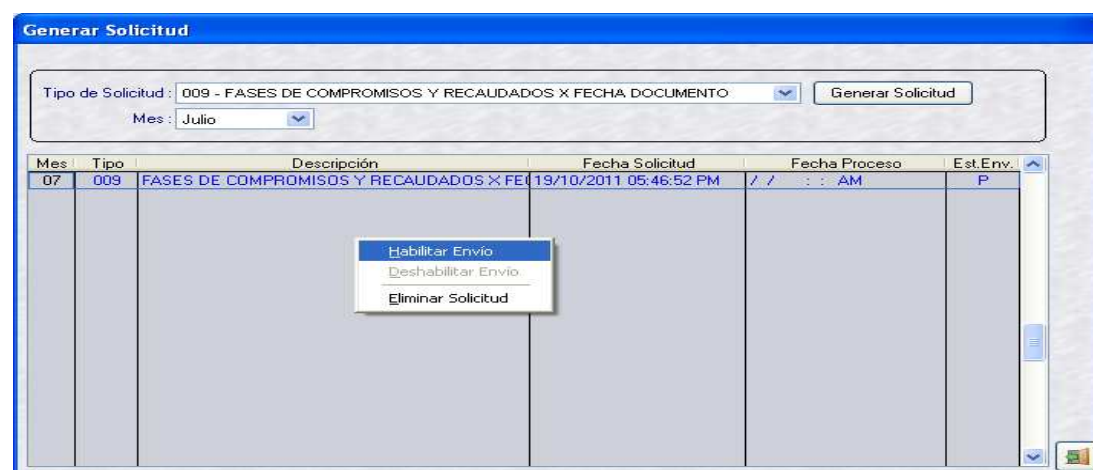 Generar Solicitud
Tipo de Solicitud : 009 - FASES DE COMPROMISOS Y RECAUDADOS X FECHA DOCUMENTO Generar Solicitud
Mes : Julio
Mes Tipo Descripción Fecha Solicitud Fecha Proceso Est.Env.
07 009 FASES DE COMPROMISOS Y RECAUDADOS X FE 19/10/2011 05:46:52 PM / / : : AM P
Habilitar Envío
Deshabilitar Envío
Eliminar Solicitud